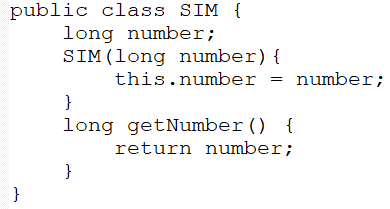 public class SIM {
    long number;
    SIM(long number){
        this.number = number;
    }
    long getNumber() {
        return number;
    }
}